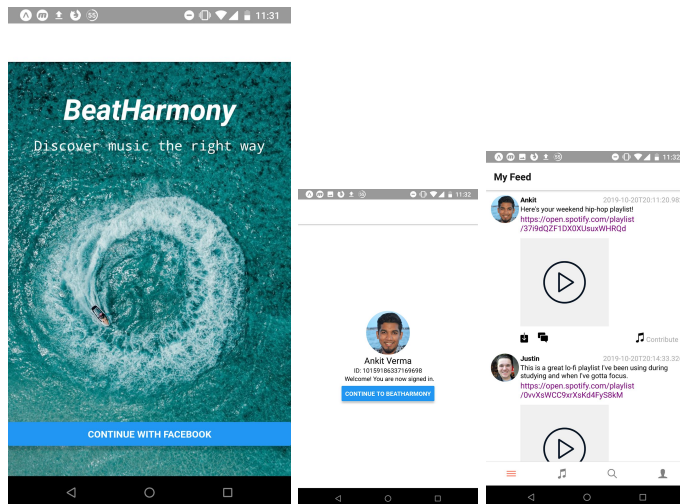 55 11:31
BeatHarmony
Discover music the right way
CONTINUE WITH FACEBOOK
11:32
Ankit Verma
ID: 10159186337169698
Welcome! You are now signed in.
CONTINUE TO BEATHARMONY
11:32
My Feed
Ankit 2019-10-20T20:11:20.98
Here's your weekend hip-hop playlist!
https://open.spotify.com/playlist
/37i9dQZF1DX0XUsuxWHRQd
Contribute
Justin 2019-10-20T20:14:33.32
This is a great lo-fi playlist I've been using during
studying and when I've gotta focus.
https://open.spotify.com/playlist
/0vvXsWCC9xrXsKd4FyS8kM